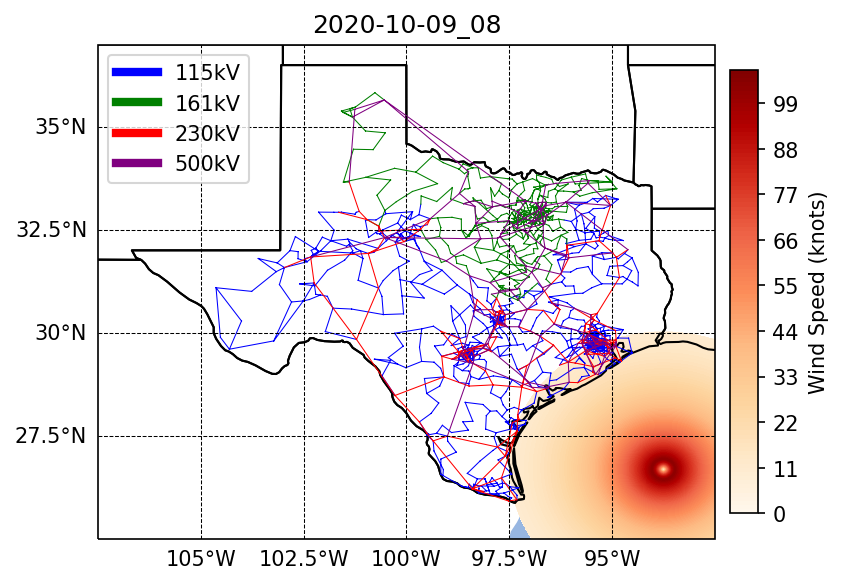 2020-10-09_08
115kV
161kV
230kV
500kV
35°N
32.5°N
30°N
27.5°N
105°W
102.5°W
100°W
97.5°W
95°W
99
88
77
66
55
44
33
22
11
0
Wind Speed (knots)